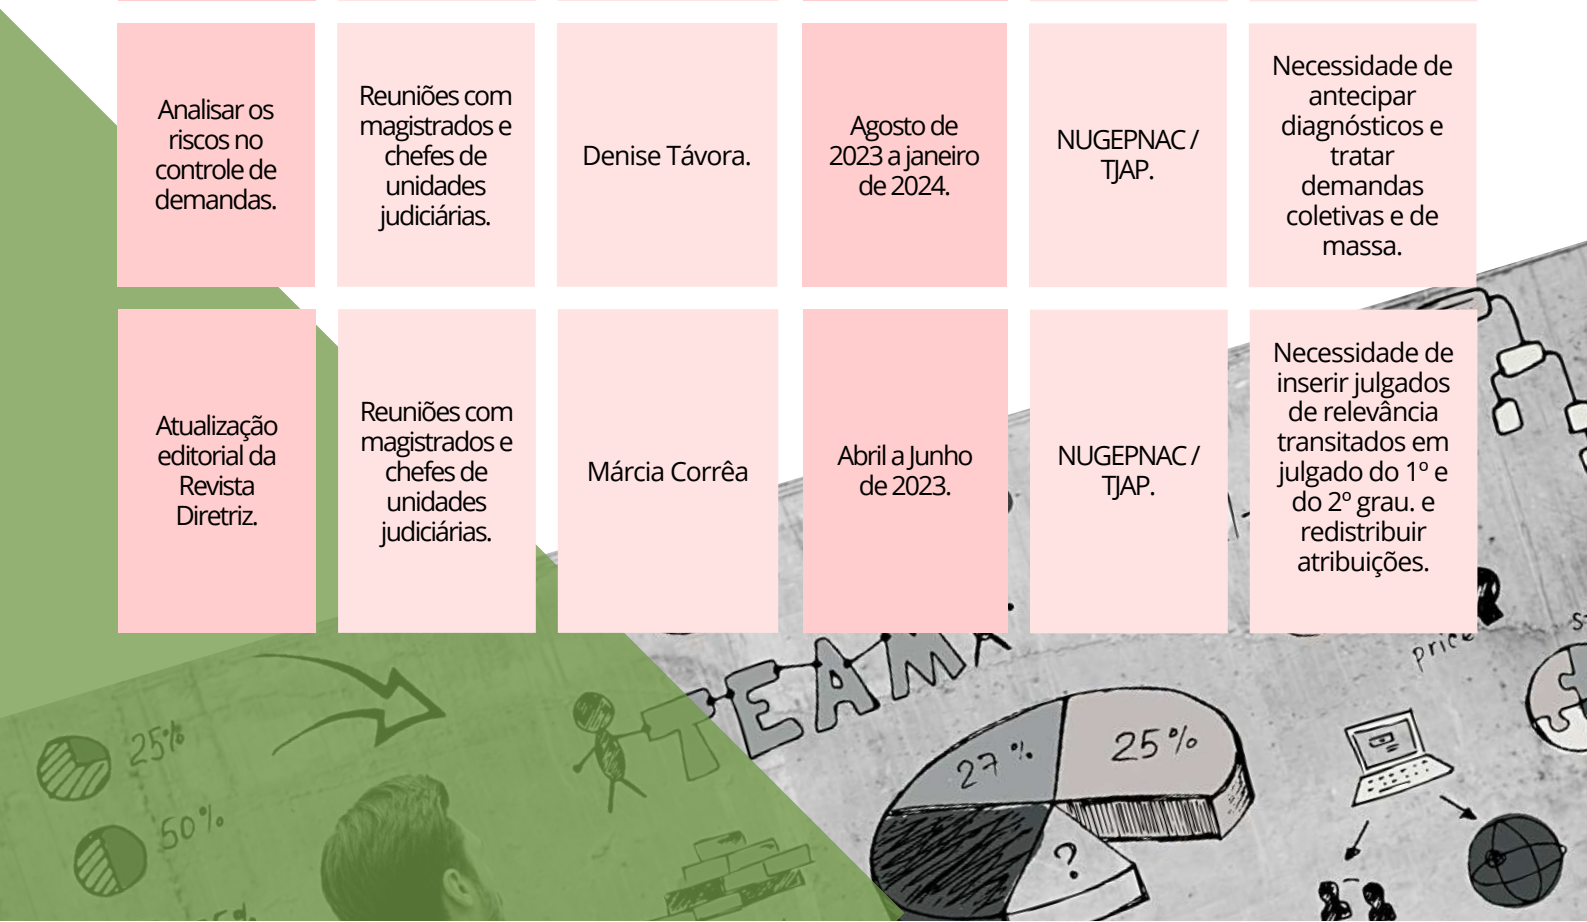 Analisar os
riscos no
controle de
demandas.
Reuniões com
magistrados e
chefes de
unidades
judiciárias.
Denise Távora.
Agosto de
2023 a janeiro
de 2024.
NUGEPNAC /
TJAP.
Necessidade de
antecipar
diagnósticos e
tratar
demandas
coletivas e de
massa.
Atualização
editorial da
Revista
Diretriz.
Reuniões com
magistrados e
chefes de
unidades
judiciárias.
Márcia Corrêa
Abril a Junho
de 2023.
NUGEPNAC /
TJAP.
Necessidade de
inserir julgados
de relevância
transitados em
julgado do 1º e
do 2º grau. e
redistribuir
atribuições.
price
TEAM
25%
27%
25%
50%
?